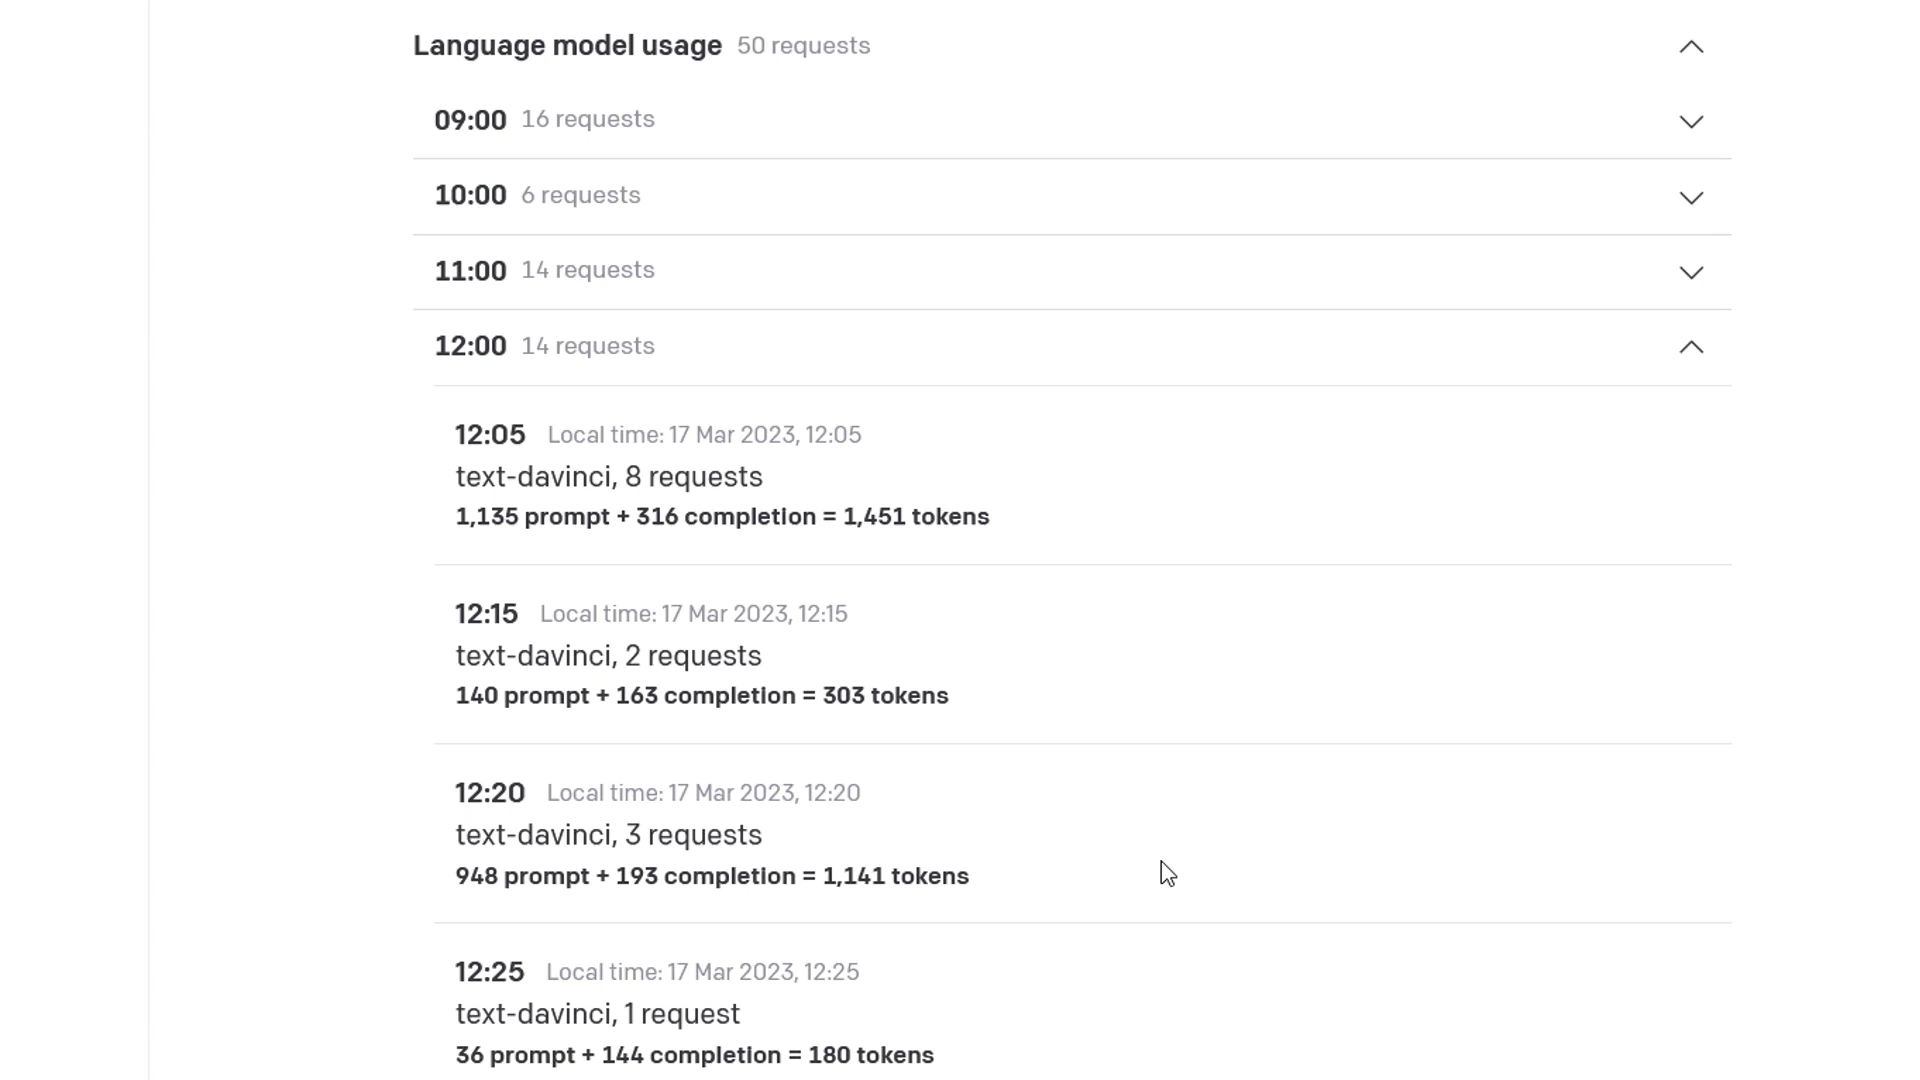 Language model usage 50 requests
09:00 16 requests
10:00 6 requests
11:00 14 requests
12:00 14 requests
12:05 Local time: 17 Mar 2023, 12:05
text-davinci, 8 requests
1,135 prompt + 316 completion = 1,451 tokens
12:15 Local time: 17 Mar 2023, 12:15
text-davinci, 2 requests
140 prompt + 163 completion = 303 tokens
12:20 Local time: 17 Mar 2023, 12:20
text-davinci, 3 requests
948 prompt + 193 completion = 1,141 tokens
12:25 Local time: 17 Mar 2023, 12:25
text-davinci, 1 request
36 prompt + 144 completion = 180 tokens